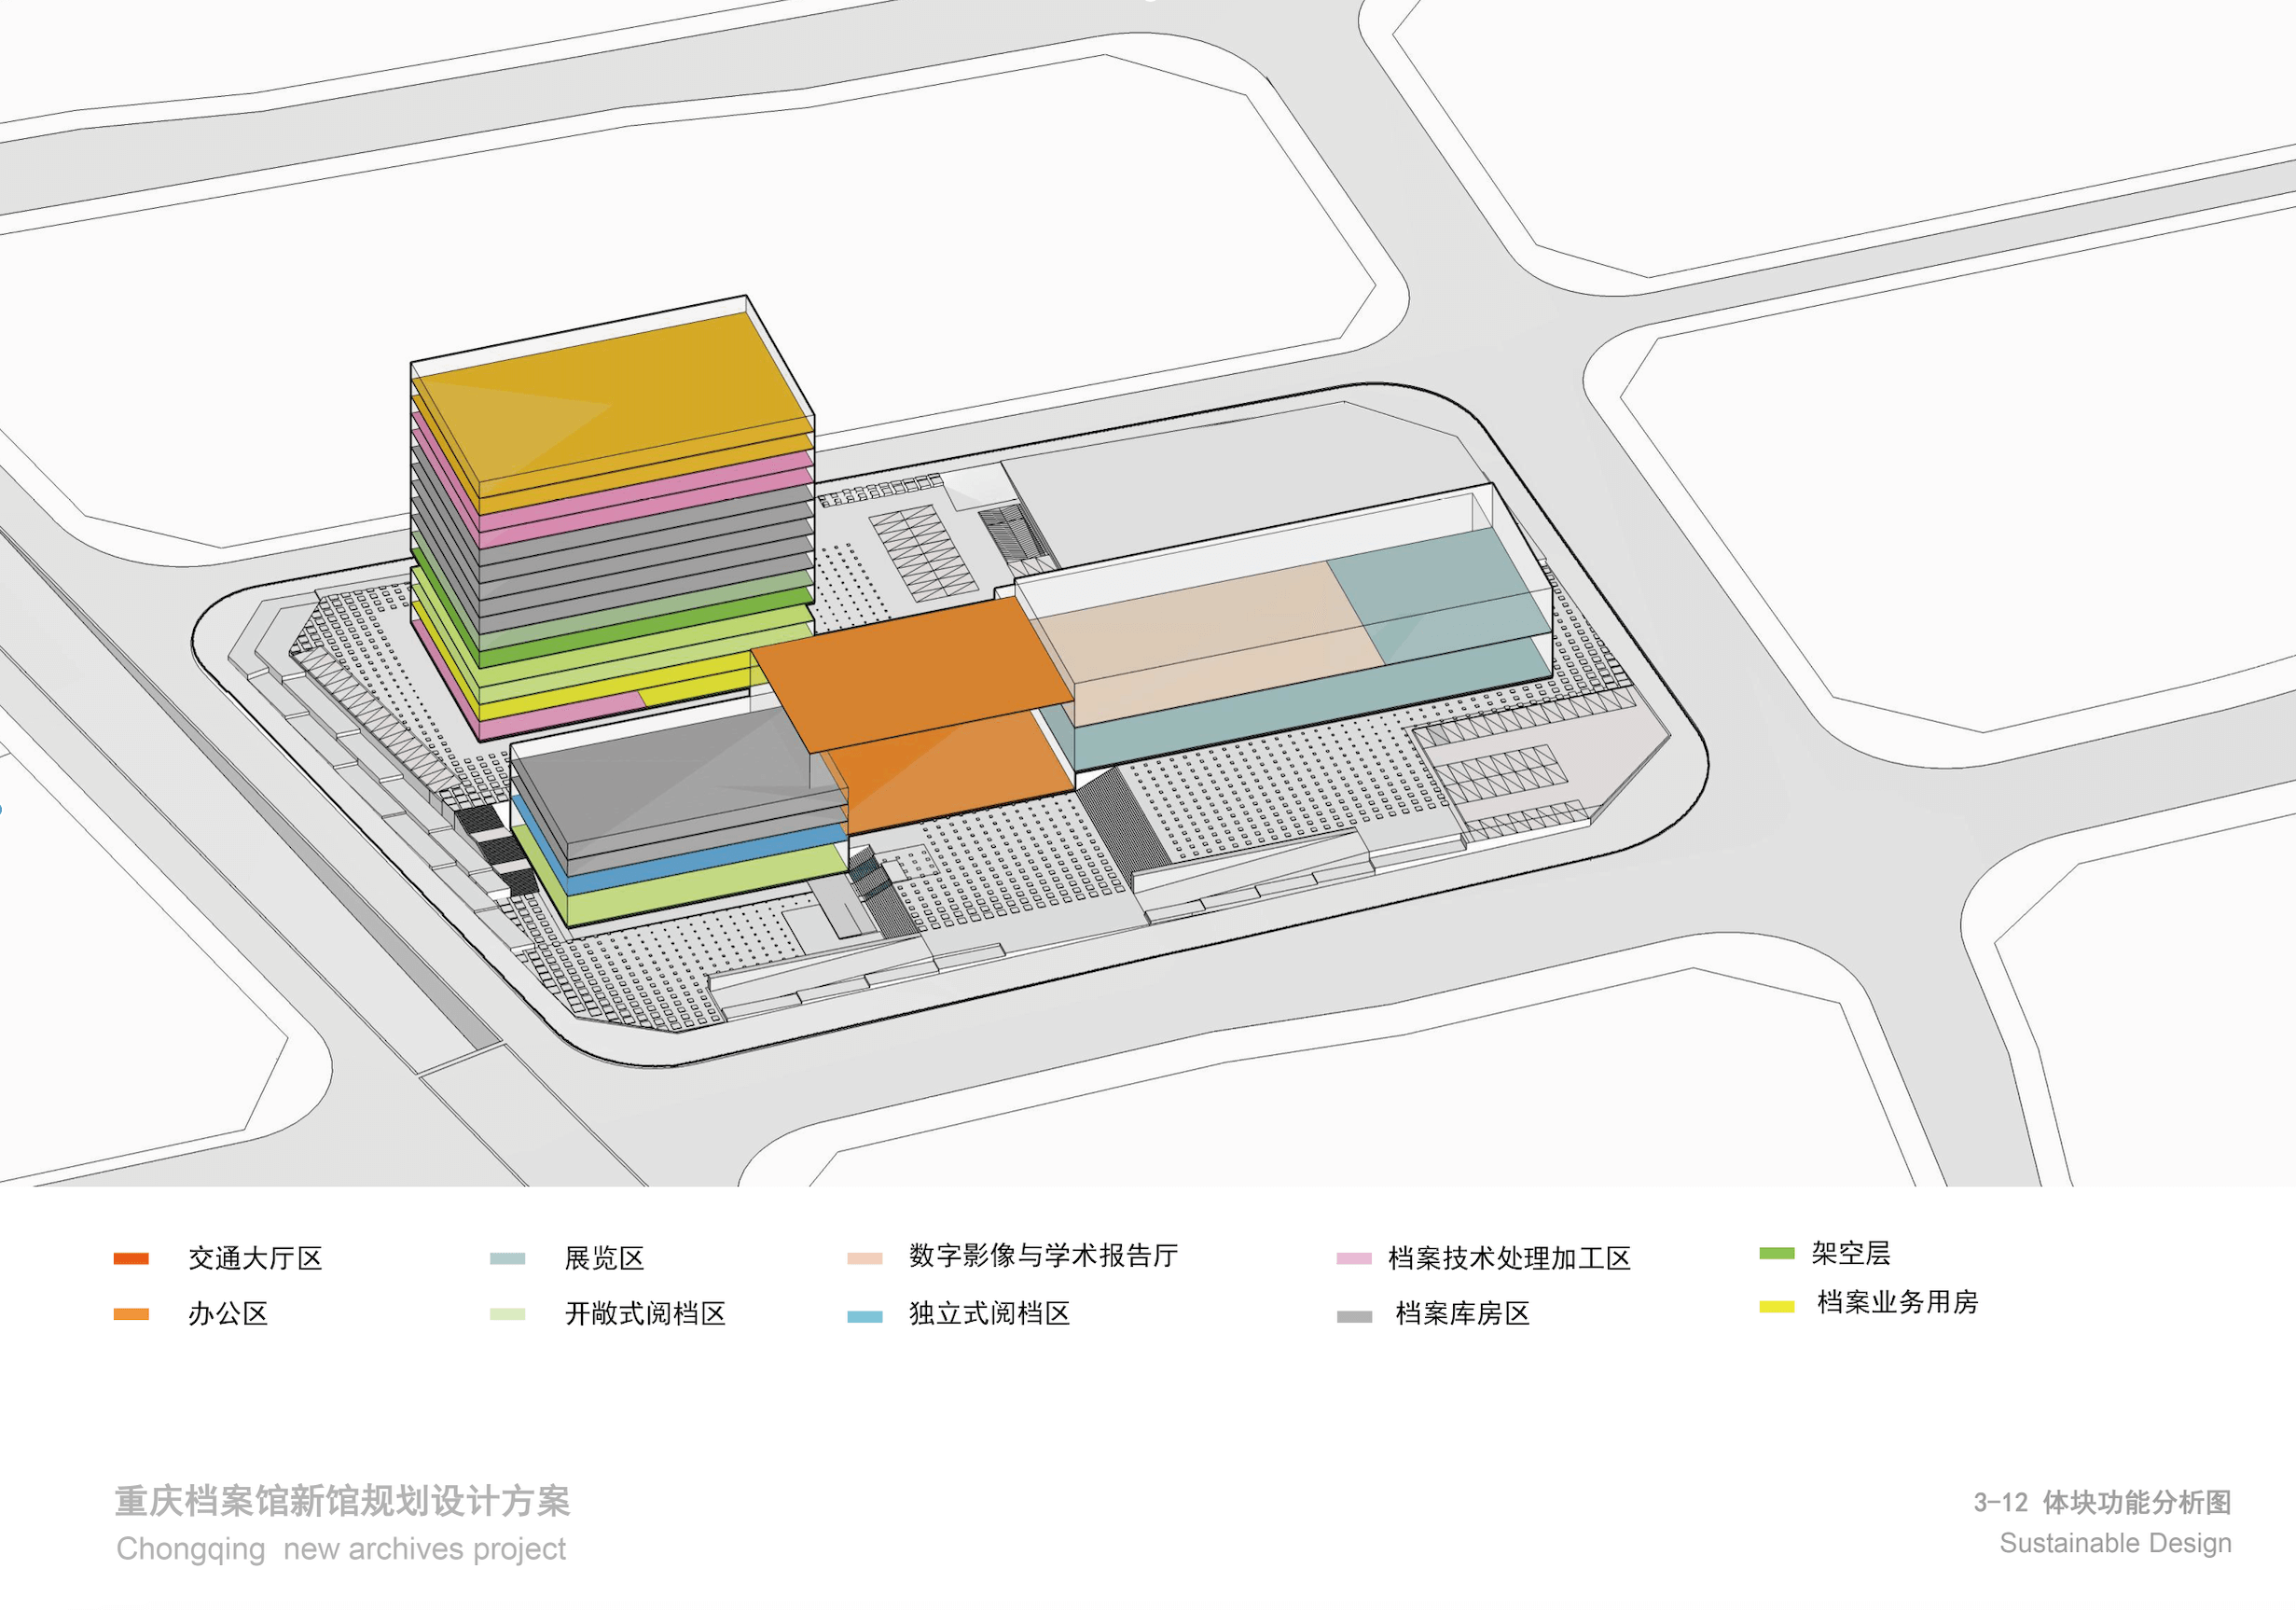 交通大厅区
展览区
数字影像与学术报告厅
档案技术处理加工区
架空层
办公区
开敞式阅档区
独立式阅档区
档案库房区
档案业务用房
重庆档案馆新馆规划设计方案
Chongqing new archives project
3-12 体块功能分析图
Sustainable Design